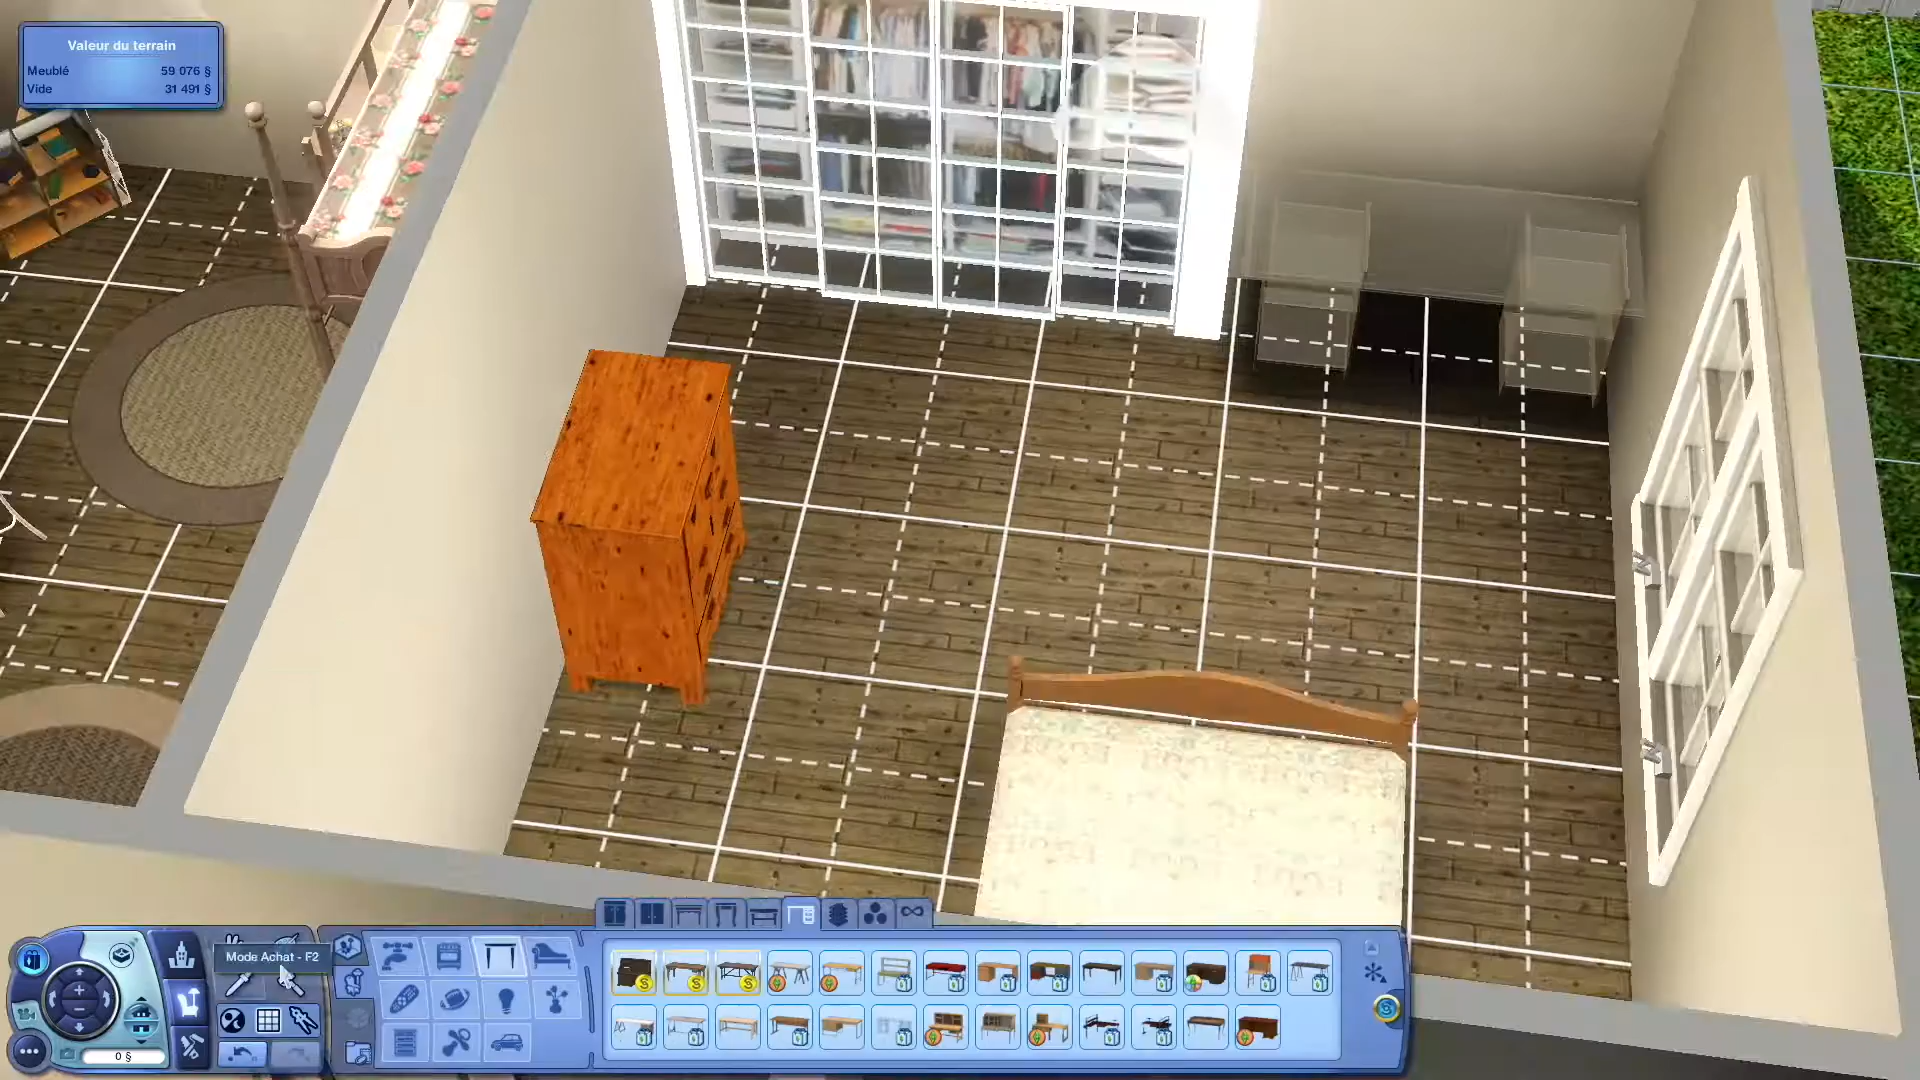 Valeur du terrain
Meublé 59 076 §
Vide 31 491 §
Mode Achat - F2
0 §